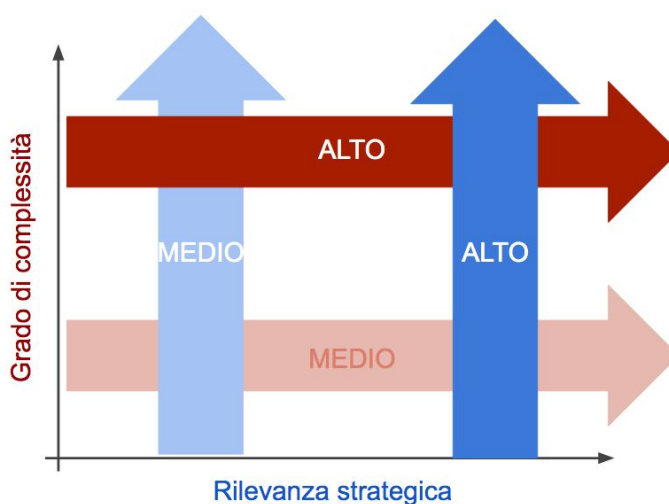 ALTO
Grado di complessità
MEDIO
ALTO
MEDIO
Rilevanza strategica